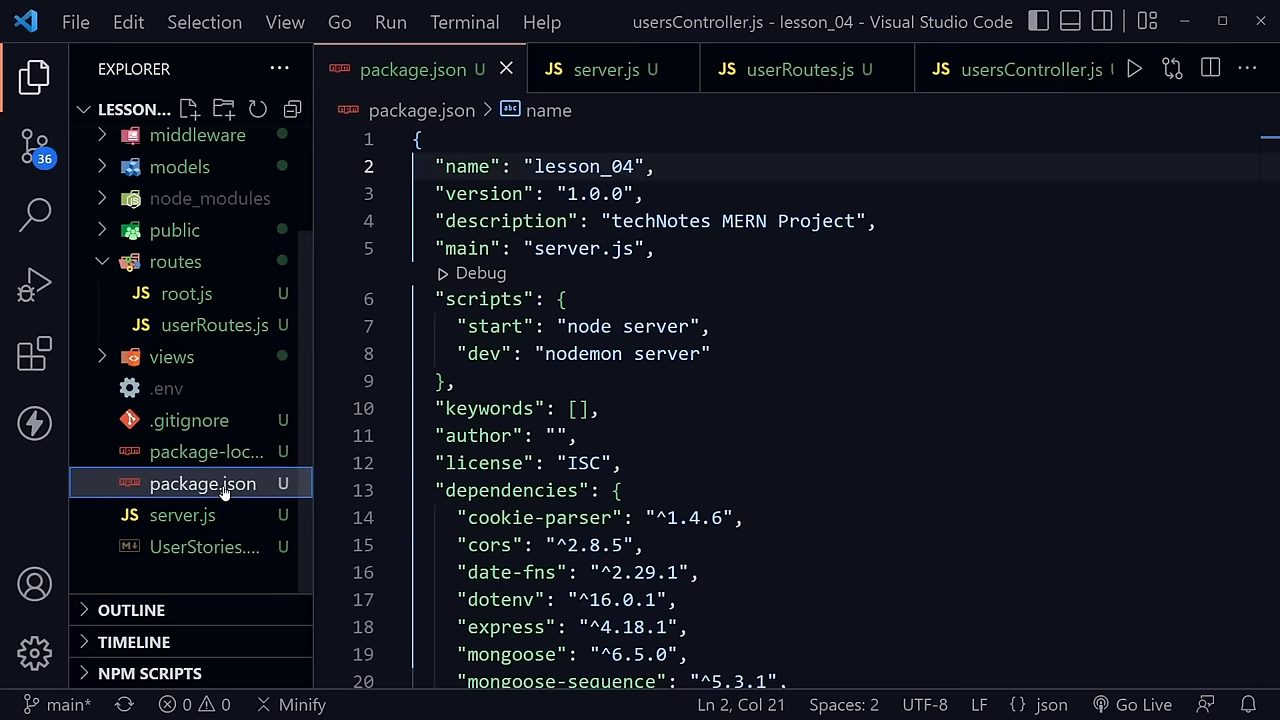 File Edit Selection View Go Run Terminal Help usersController.js - lesson_04 - Visual Studio Code
EXPLORER
LESSON...
middleware
models
node_modules
public
routes
JS root.js U
JS userRoutes.js U
views
.env
.gitignore U
package-loc... U
package.json U
JS server.js U
UserStories.... U
OUTLINE
TIMELINE
NPM SCRIPTS
36
package.json U
JS server.js U
JS userRoutes.js U
JS usersController.js
package.json > abc name
1 {
2 "name": "lesson_04",
3 "version": "1.0.0",
4 "description": "techNotes MERN Project",
5 "main": "server.js",
Debug
6 "scripts": {
7 "start": "node server",
8 "dev": "nodemon server"
9 },
10 "keywords": [],
11 "author": "",
12 "license": "ISC",
13 "dependencies": {
14 "cookie-parser": "^1.4.6",
15 "cors": "^2.8.5",
16 "date-fns": "^2.29.1",
17 "dotenv": "^16.0.1",
18 "express": "^4.18.1",
19 "mongoose": "^6.5.0",
20 "mongoose-sequence": "^5.3.1",
main* 0 0 Minify Ln 2, Col 21 Spaces: 2 UTF-8 LF {} json Go Live